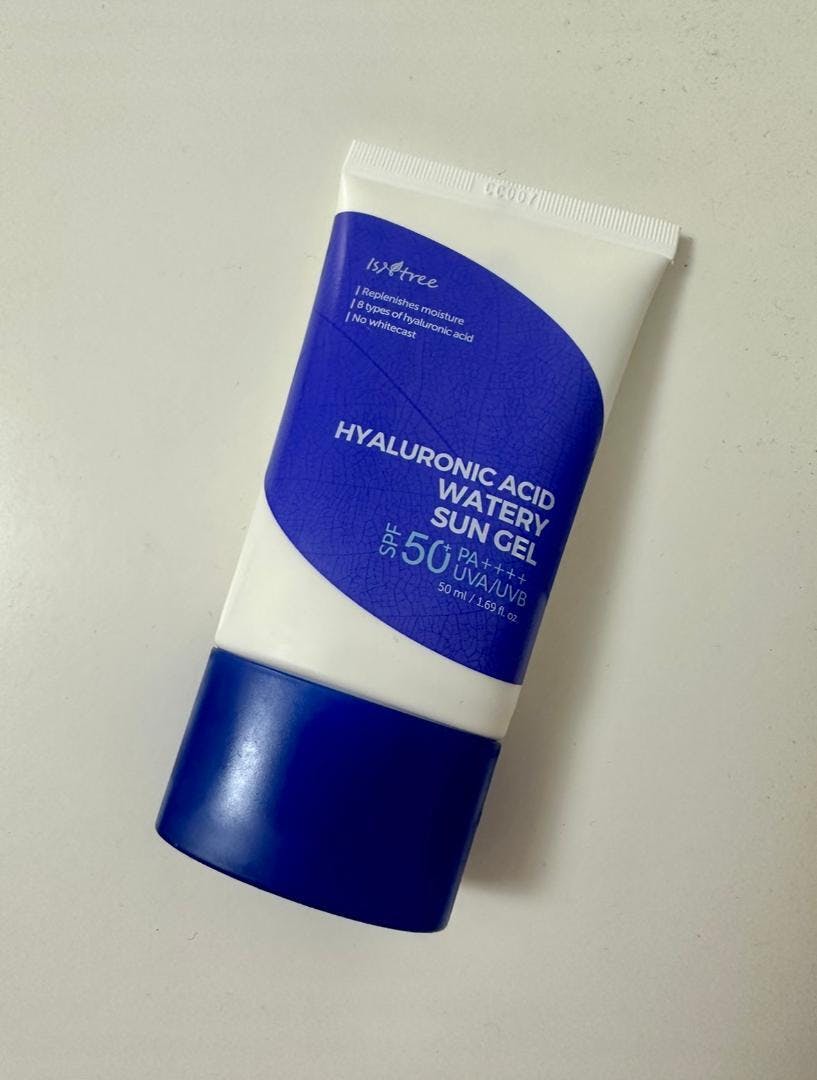 CC067
Isntree
Replenishes moisture
8 types of hyaluronic acid
No whitecast
HYALURONIC ACID
WATERY
SUN GEL
SPF 50+ PA++++
UVA/UVB
50 ml / 1.69 fl. oz.